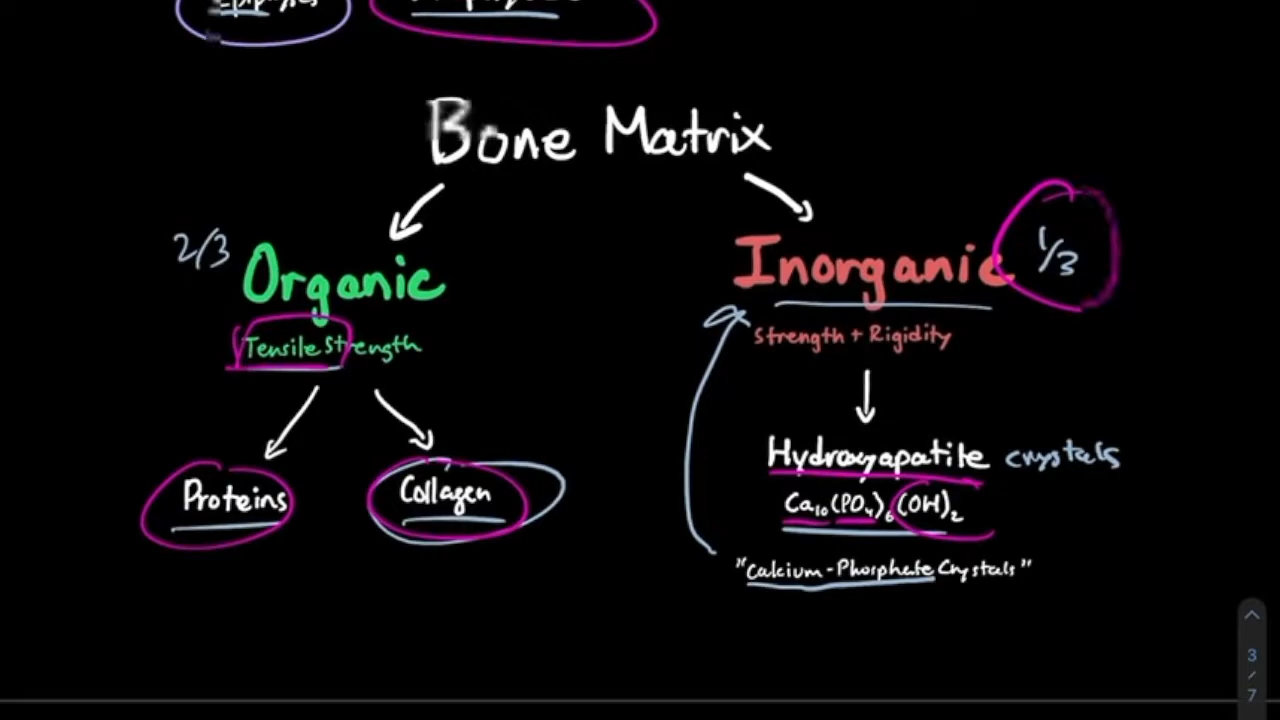 Bone Matrix
2/3 Organic
Tensile Strength
Proteins
Collagen
Inorganic 1/3
Strength + Rigidity
Hydroxyapatite crystals
Ca10(PO4)6(OH)2
"Calcium-Phosphate Crystals"
3
/
7